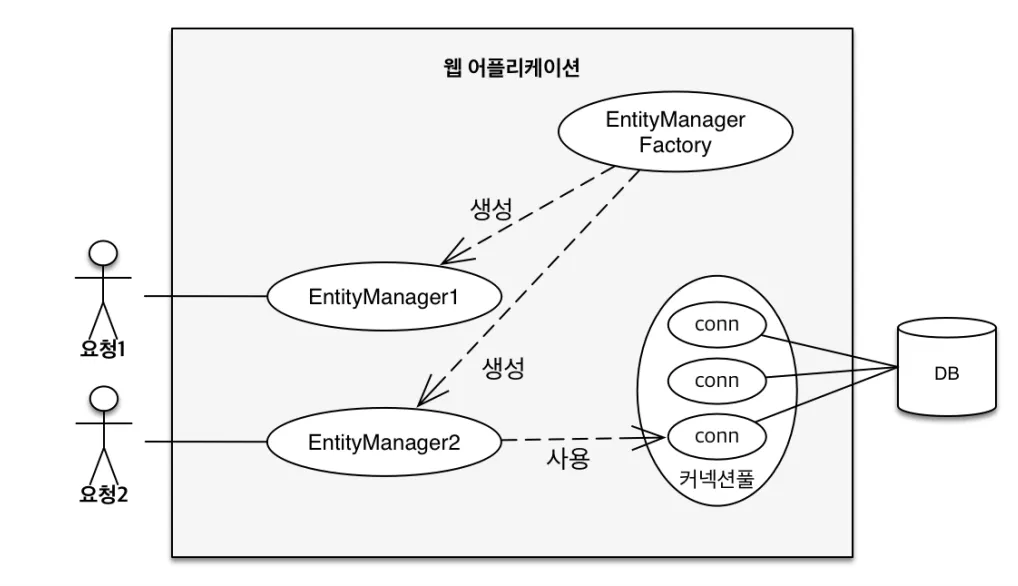 웹 어플리케이션
EntityManager
Factory
생성
EntityManager1
요청1
생성
EntityManager2
요청2
사용
conn
conn
conn
커넥션풀
DB